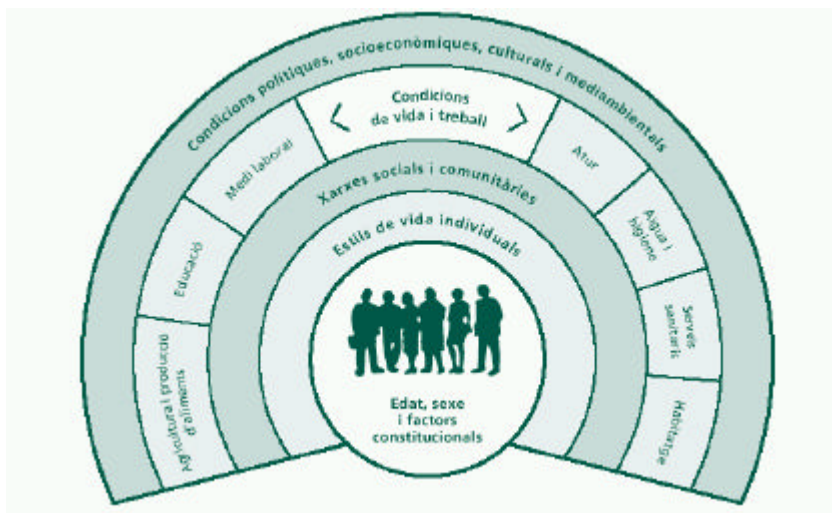 Condicions polítiques, socioeconòmiques, culturals i mediambientals
Condicions
de vida i treball
Agricultura i producció
d'aliments
Educació
Medi laboral
Atur
Aigua i
higiene
Serveis
sanitaris
Habitatge
Xarxes socials i comunitàries
Estils de vida individuals
Edat, sexe
i factors
constitucionals